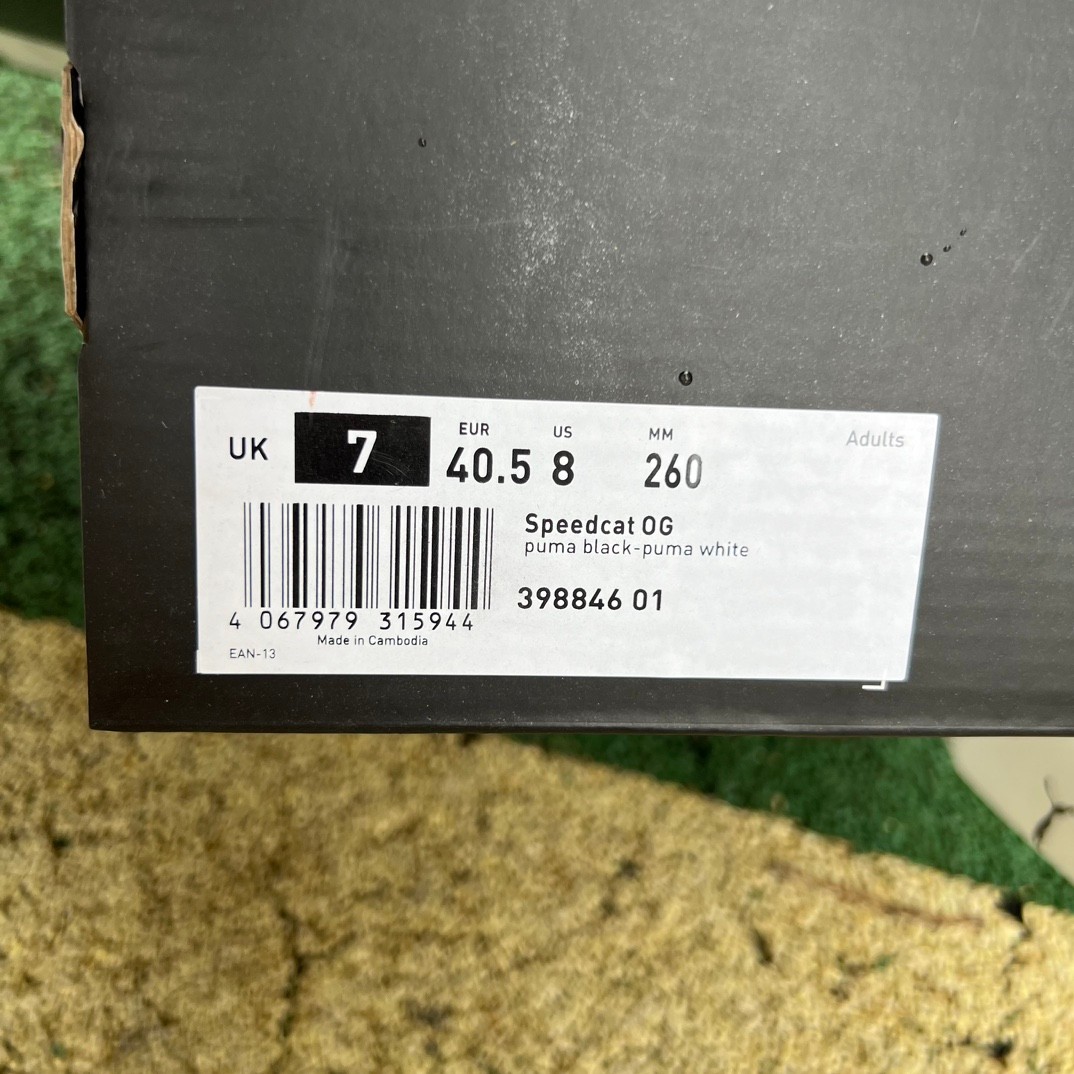 UK 7 EUR 40.5 US 8 MM 260 Adults
Speedcat OG
puma black-puma white
398846 01
4 067979 315944
Made in Cambodia
EAN-13